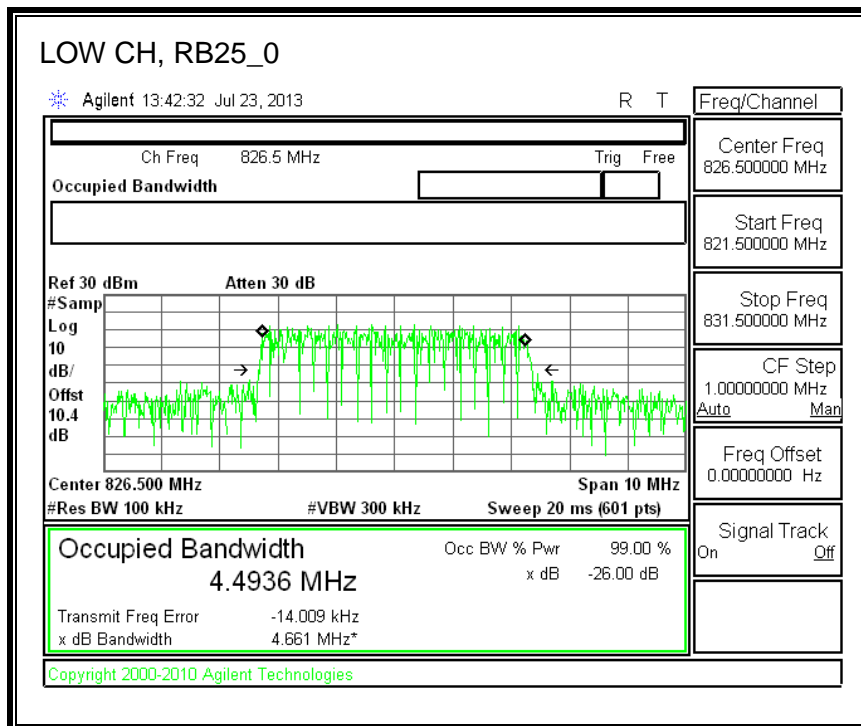 LOW CH, RB25_0
Agilent 13:42:32 Jul 23, 2013 R T
Freq/Channel
Ch Freq 826.5 MHz Trig Free
Occupied Bandwidth
Center Freq
826.500000 MHz
Start Freq
821.500000 MHz
Stop Freq
831.500000 MHz
CF Step
1.00000000 MHz
Auto Man
Freq Offset
0.00000000 Hz
Signal Track
On Off
Ref 30 dBm Atten 30 dB
#Samp
Log
10
dB/
Offst
10.4
dB
Center 826.500 MHz Span 10 MHz
#Res BW 100 kHz #VBW 300 kHz Sweep 20 ms (601 pts)
Occupied Bandwidth Occ BW % Pwr 99.00 %
4.4936 MHz x dB -26.00 dB
Transmit Freq Error -14.009 kHz
x dB Bandwidth 4.661 MHz*
Copyright 2000-2010 Agilent Technologies